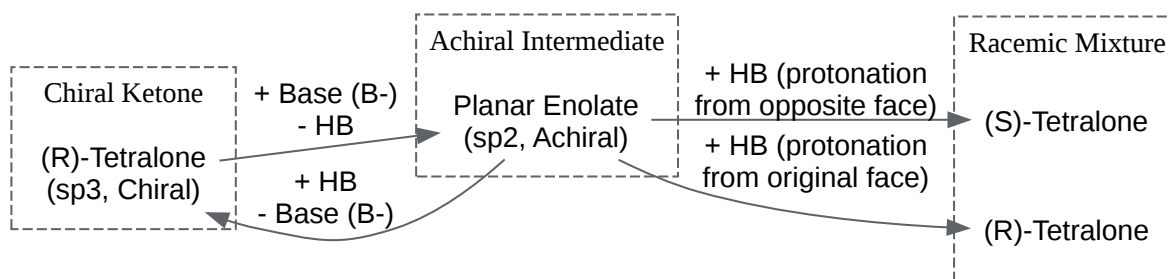 Chiral Ketone
(R)-Tetralone
(sp3, Chiral)
+ Base (B-)
- HB
+ HB
- Base (B-)
Achiral Intermediate
Planar Enolate
(sp2, Achiral)
+ HB (protonation
from opposite face)
+ HB (protonation
from original face)
Racemic Mixture
(S)-Tetralone
(R)-Tetralone